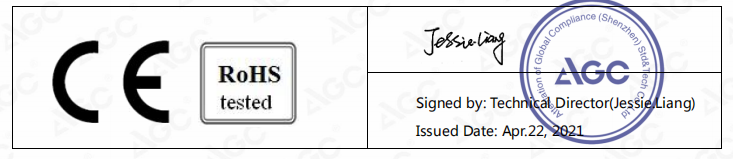 CE
RoHS
tested
Jessie Liang
Attestation of Global Compliance (Shenzhen) Std&Tech Co.,Ltd
AGC
Signed by: Technical Director(Jessie Liang)
Issued Date: Apr.22, 2021